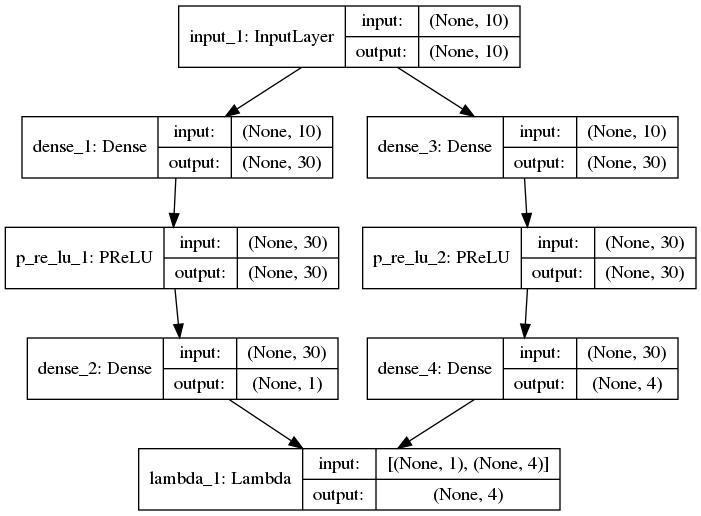 input_1: InputLayer
input: (None, 10)
output: (None, 10)
dense_1: Dense
input: (None, 10)
output: (None, 30)
dense_3: Dense
input: (None, 10)
output: (None, 30)
p_re_lu_1: PReLU
input: (None, 30)
output: (None, 30)
p_re_lu_2: PReLU
input: (None, 30)
output: (None, 30)
dense_2: Dense
input: (None, 30)
output: (None, 1)
dense_4: Dense
input: (None, 30)
output: (None, 4)
lambda_1: Lambda
input: [(None, 1), (None, 4)]
output: (None, 4)